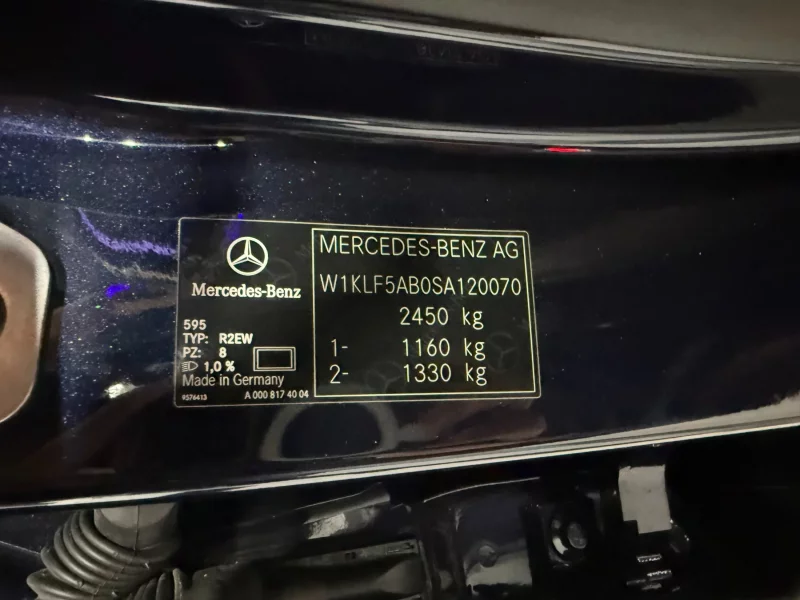 Mercedes-Benz
595
TYP: R2EW
PZ: 8
1,0 %
Made in Germany
9576413
A 000 817 40 04
MERCEDES-BENZ AG
W1KLF5AB0SA120070
2450 kg
1- 1160 kg
2- 1330 kg